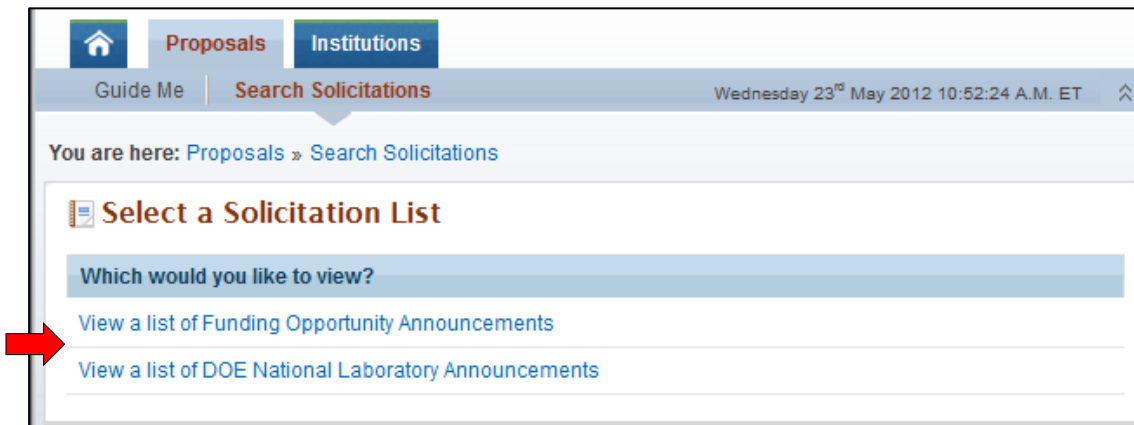 Proposals Institutions
Guide Me Search Solicitations Wednesday 23rd May 2012 10:52:24 A.M. ET
You are here: Proposals » Search Solicitations
Select a Solicitation List
Which would you like to view?
View a list of Funding Opportunity Announcements
View a list of DOE National Laboratory Announcements